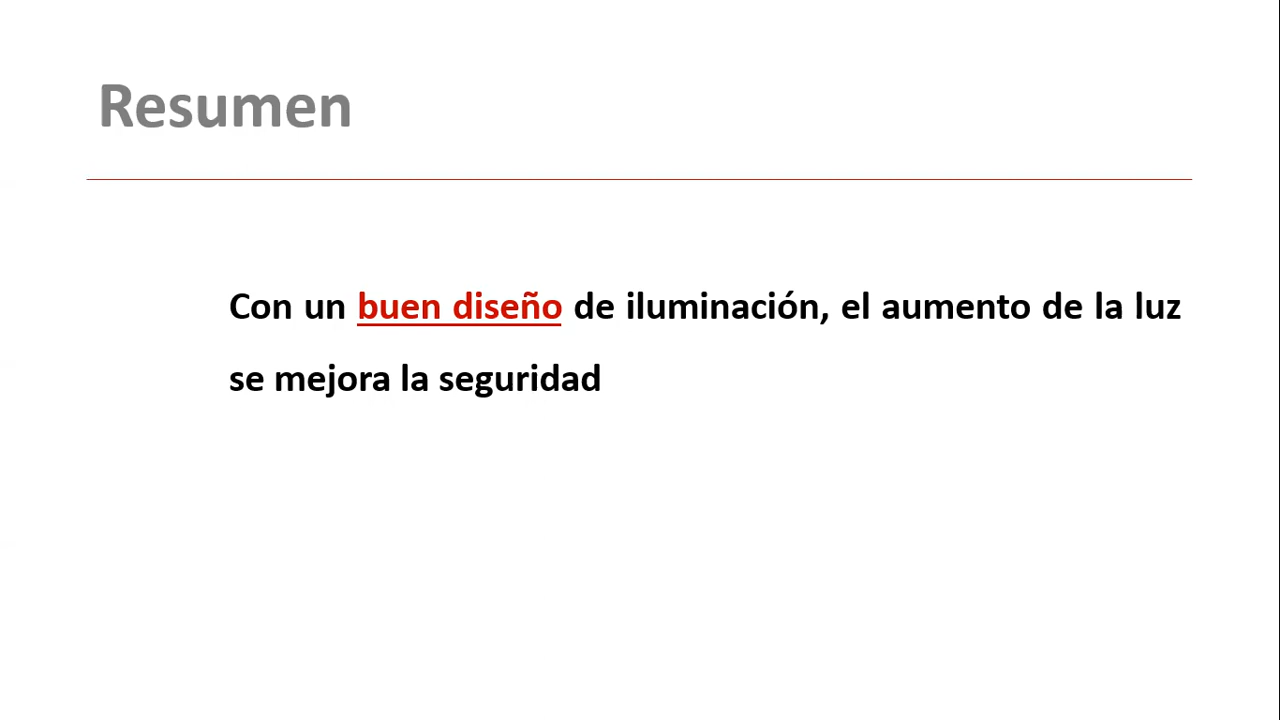 Resumen
Con un buen diseño de iluminación, el aumento de la luz
se mejora la seguridad